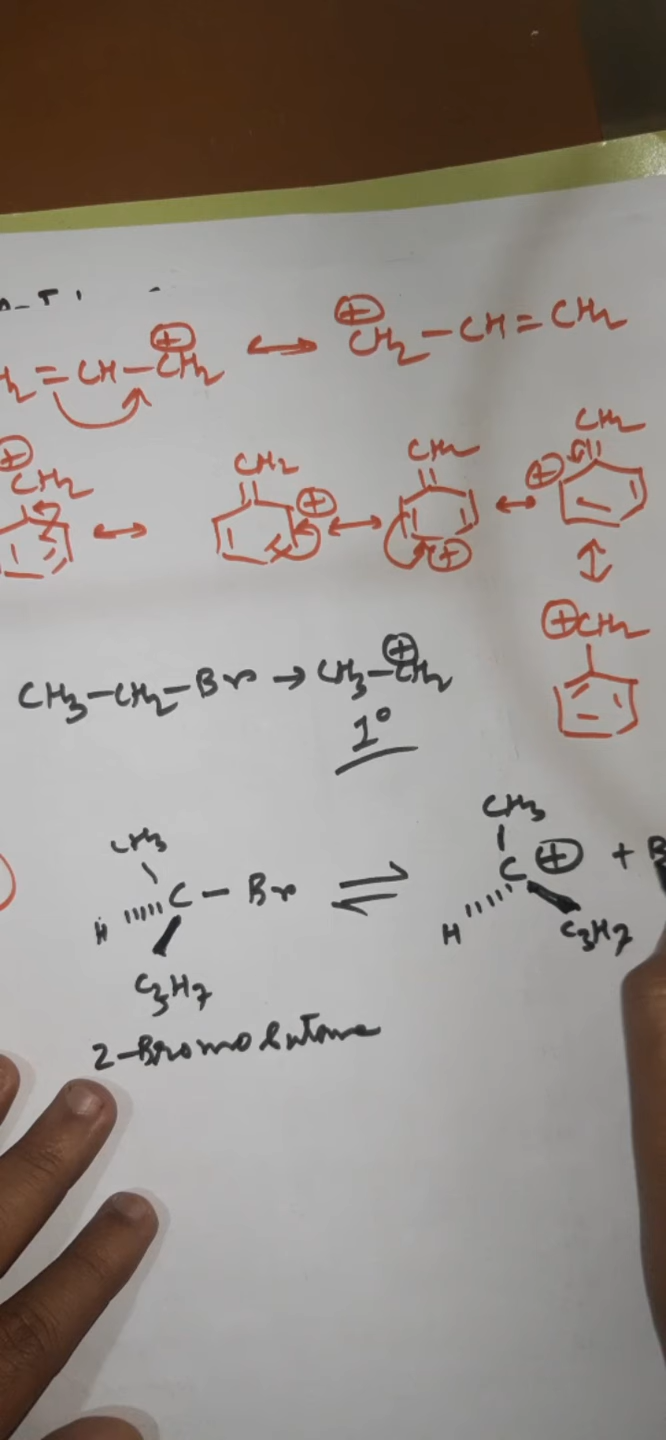 H₂=CH-CH₂ ⊕ ↔ ⊕ CH₂-CH=CH₂
⊕ CH₂ ↔ CH₂ ⊕ ↔ CH₂ ⊕ ↔ ⊕ CH₂
⊕CH₂
CH₃-CH₂-Br → CH₃-CH₂ ⊕
1°
CH₃ CH₃
C-Br ⇌ C ⊕ + B
H H
C₃H₇ C₃H₇
2-Bromobutane